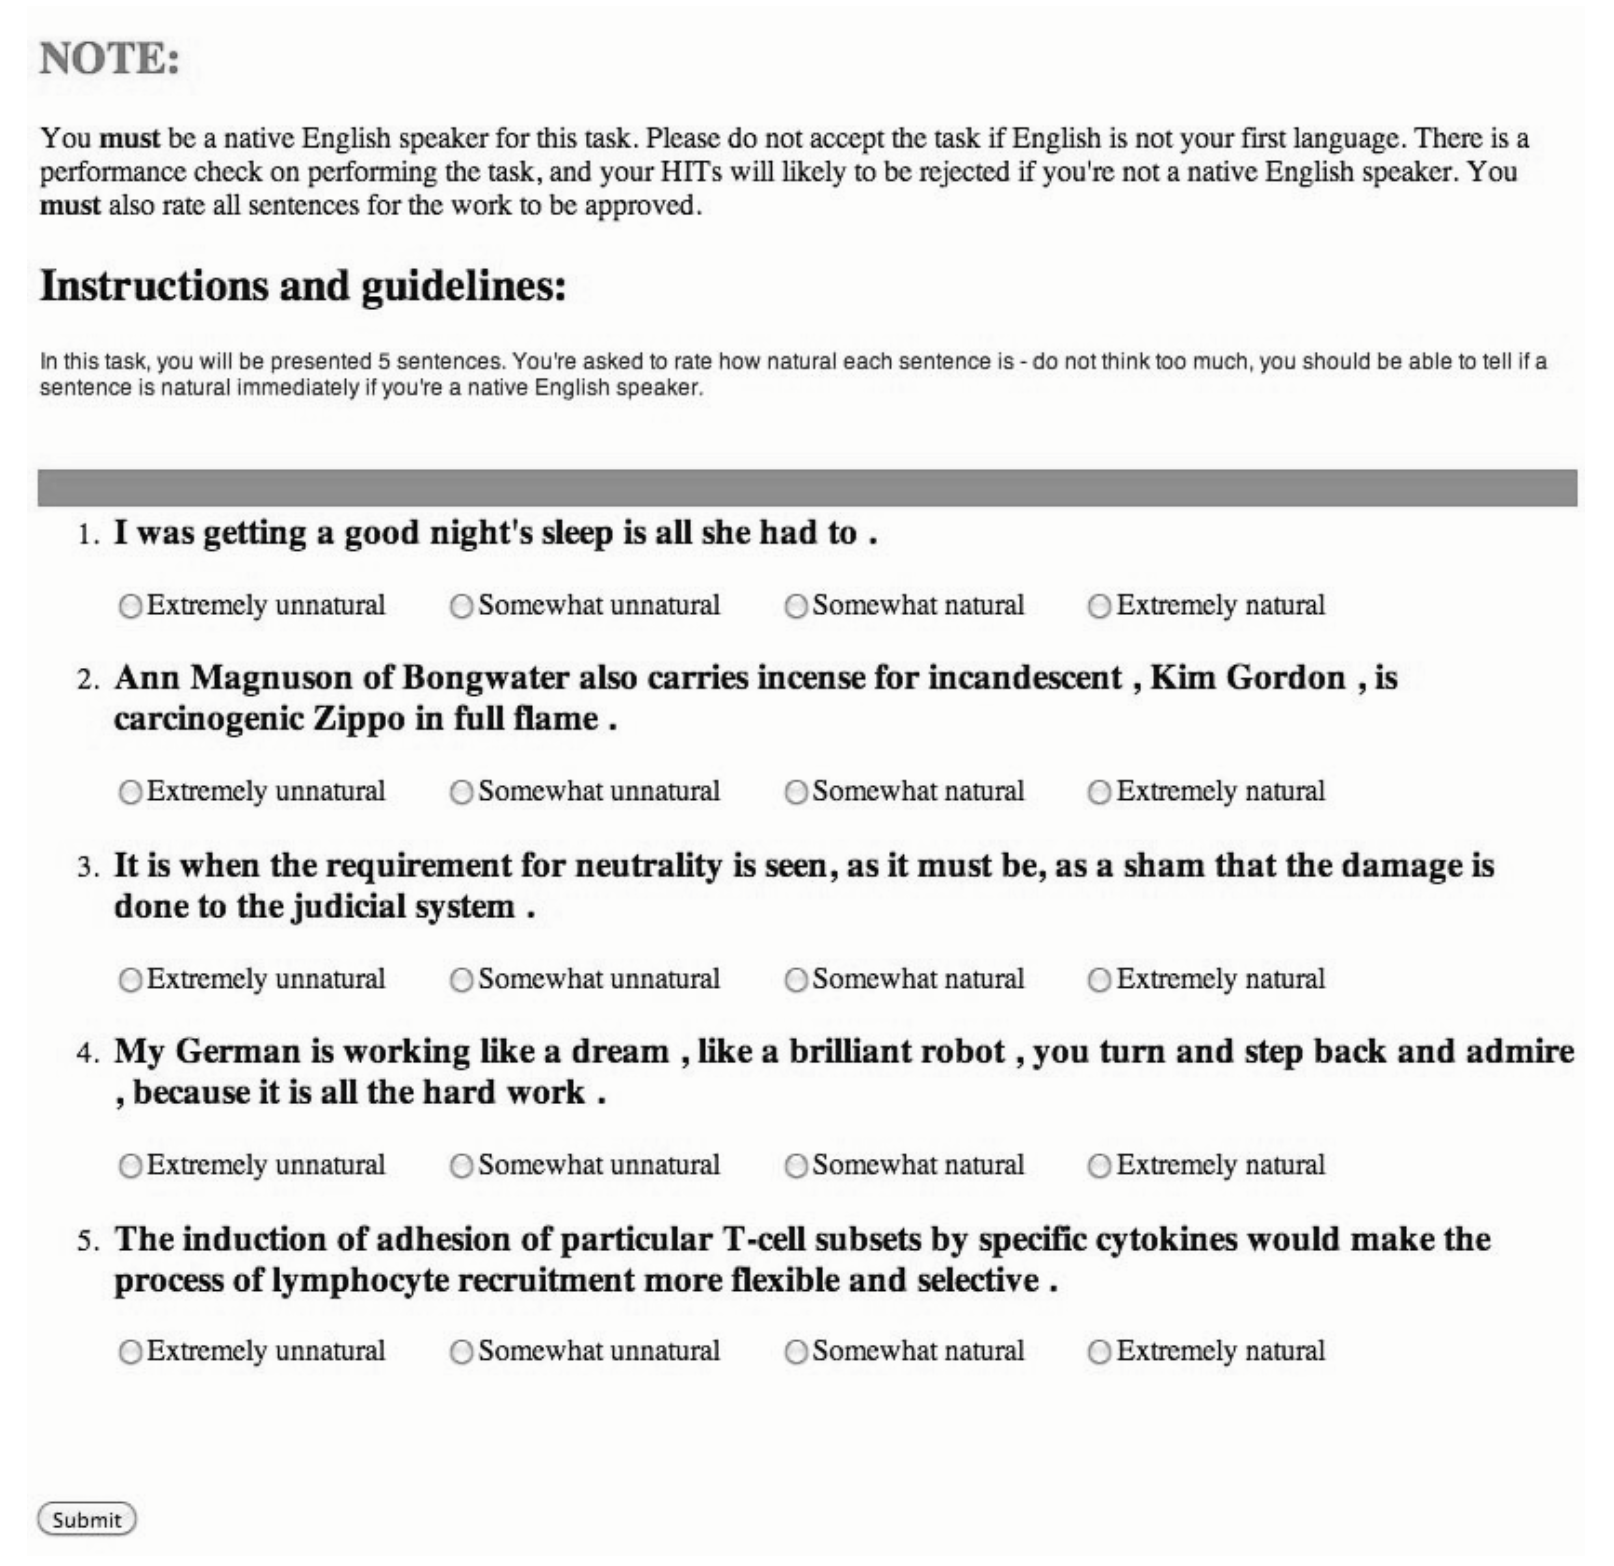 NOTE:
You must be a native English speaker for this task. Please do not accept the task if English is not your first language. There is a
performance check on performing the task, and your HITs will likely to be rejected if you're not a native English speaker. You
must also rate all sentences for the work to be approved.
Instructions and guidelines:
In this task, you will be presented 5 sentences. You're asked to rate how natural each sentence is - do not think too much, you should be able to tell if a
sentence is natural immediately if you're a native English speaker.
1. I was getting a good night's sleep is all she had to .
Extremely unnatural Somewhat unnatural Somewhat natural Extremely natural
2. Ann Magnuson of Bongwater also carries incense for incandescent , Kim Gordon , is
carcinogenic Zippo in full flame .
Extremely unnatural Somewhat unnatural Somewhat natural Extremely natural
3. It is when the requirement for neutrality is seen, as it must be, as a sham that the damage is
done to the judicial system .
Extremely unnatural Somewhat unnatural Somewhat natural Extremely natural
4. My German is working like a dream , like a brilliant robot , you turn and step back and admire
, because it is all the hard work .
Extremely unnatural Somewhat unnatural Somewhat natural Extremely natural
5. The induction of adhesion of particular T-cell subsets by specific cytokines would make the
process of lymphocyte recruitment more flexible and selective .
Extremely unnatural Somewhat unnatural Somewhat natural Extremely natural
Submit